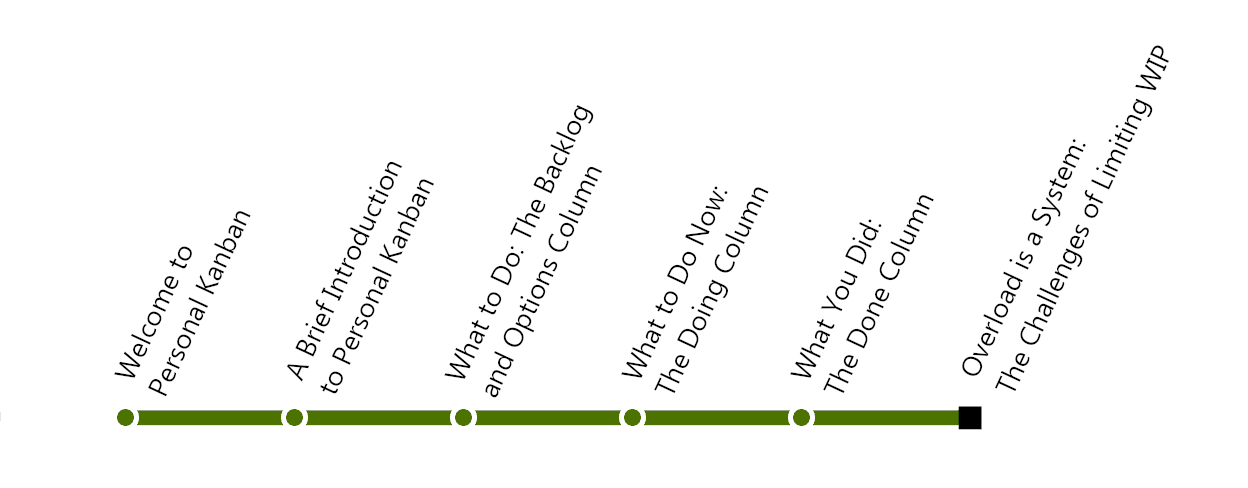 Welcome to
Personal Kanban
A Brief Introduction
to Personal Kanban
What to Do: The Backlog
and Options Column
What to Do Now:
The Doing Column
What You Did:
The Done Column
Overload is a System:
The Challenges of Limiting WIP